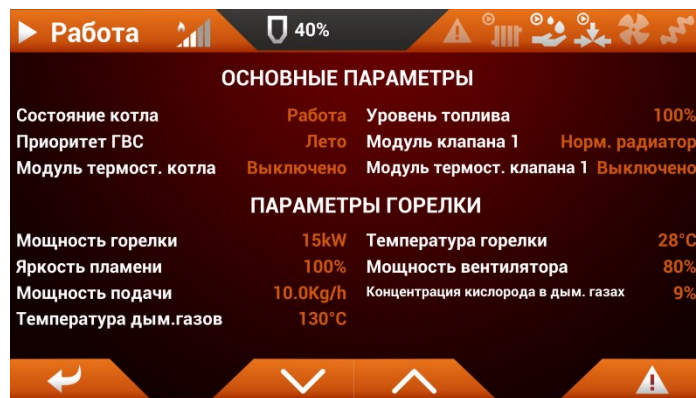 Работа 40%
ОСНОВНЫЕ ПАРАМЕТРЫ
Состояние котла Работа Уровень топлива 100%
Приоритет ГВС Лето Модуль клапана 1 Норм. радиатор
Модуль термост. котла Выключено Модуль термост. клапана 1 Выключено
ПАРАМЕТРЫ ГОРЕЛКИ
Мощность горелки 15kW Температура горелки 28°C
Яркость пламени 100% Мощность вентилятора 80%
Мощность подачи 10.0Kg/h Концентрация кислорода в дым. газах 9%
Температура дым.газов 130°C